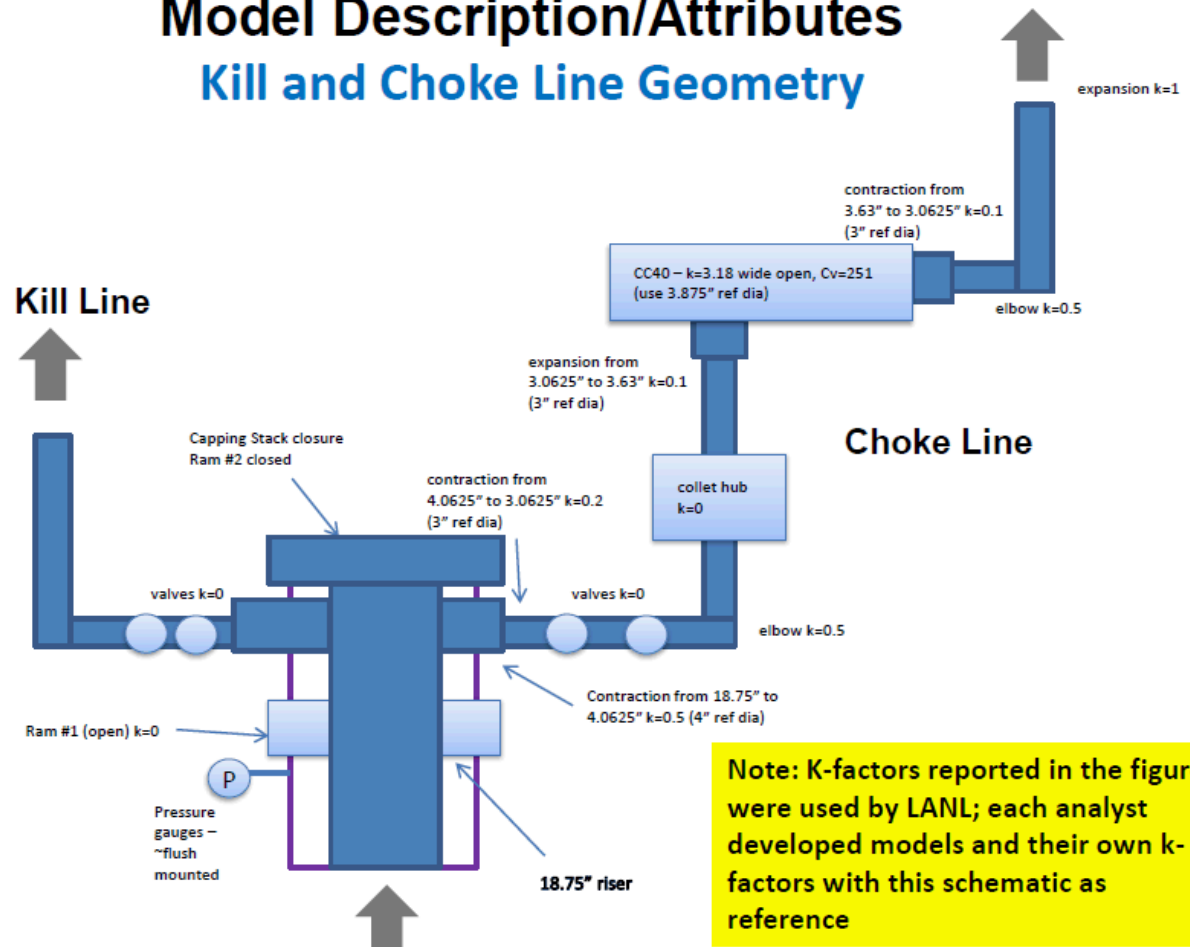 Model Description/Attributes
Kill and Choke Line Geometry
expansion k=1
contraction from
3.63” to 3.0625” k=0.1
(3” ref dia)
CC40 – k=3.18 wide open, Cv=251
(use 3.875” ref dia)
elbow k=0.5
Kill Line
expansion from
3.0625” to 3.63” k=0.1
(3” ref dia)
Choke Line
Capping Stack closure
Ram #2 closed
contraction from
4.0625” to 3.0625” k=0.2
(3” ref dia)
collet hub
k=0
valves k=0
valves k=0
elbow k=0.5
Contraction from 18.75” to
4.0625” k=0.5 (4” ref dia)
Ram #1 (open) k=0
P
Pressure
gauges –
~flush
mounted
18.75” riser
Note: K-factors reported in the figur
were used by LANL; each analyst
developed models and their own k-
factors with this schematic as
reference